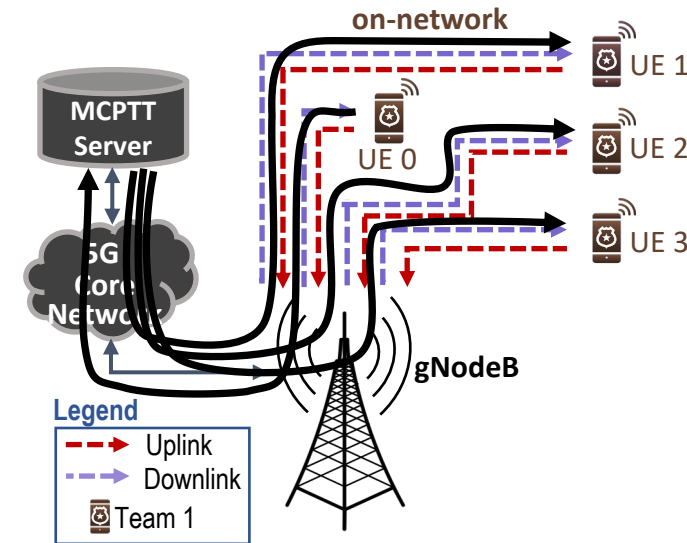 on-network
UE 1
MCPTT
Server
UE 0
UE 2
UE 3
5G
Core
Network
gNodeB
Legend
Uplink
Downlink
Team 1